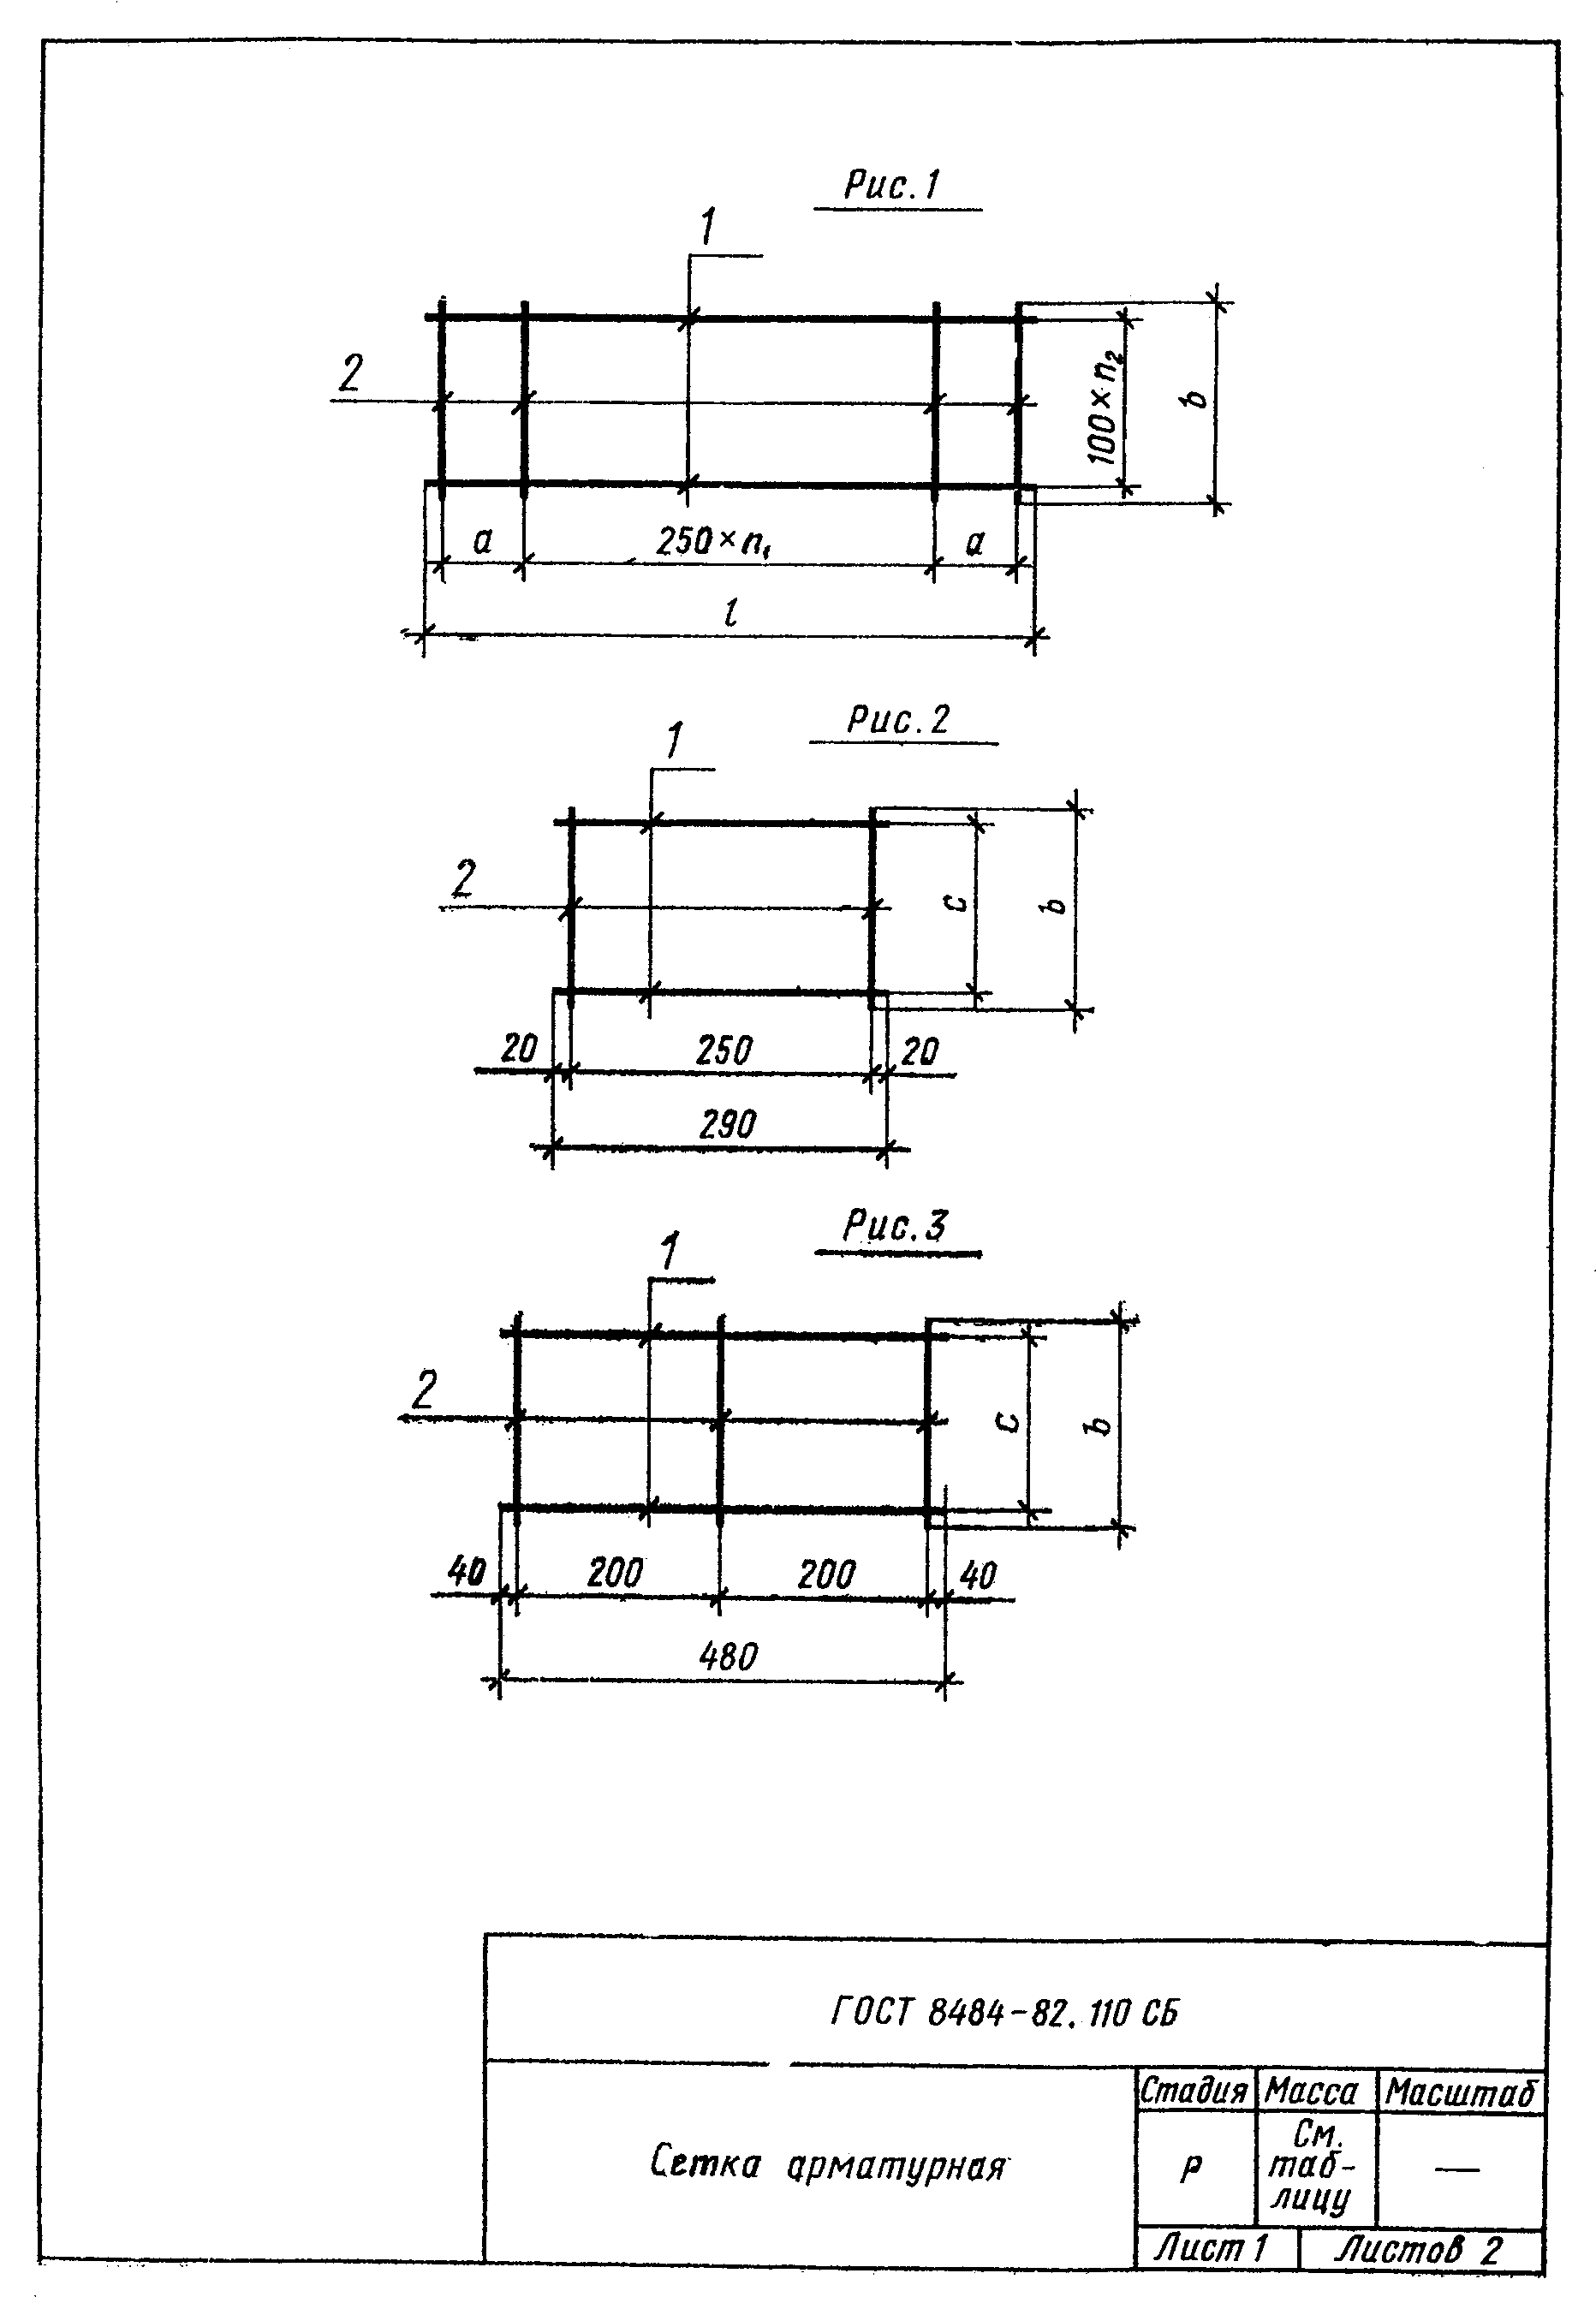 Рис. 1
1
2
100×n₂
b
a
250×n₁
a
l
Рис. 2
1
2
c
b
20
250
20
290
Рис. 3
1
2
c
b
40
200
200
40
480
ГОСТ 8484-82. 110 СБ
Сетка арматурная
Стадия
Масса
Масштаб
Р
См.
таб-
лицу
—
Лист 1
Листов 2